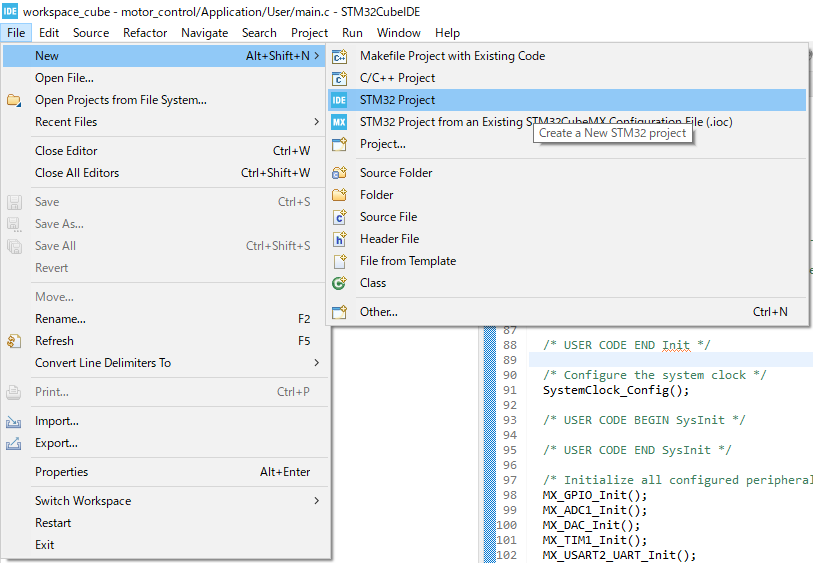 IDE workspace_cube - motor_control/Application/User/main.c - STM32CubeIDE
File Edit Source Refactor Navigate Search Project Run Window Help
New Alt+Shift+N >
Open File...
Open Projects from File System...
Recent Files >
Close Editor Ctrl+W
Close All Editors Ctrl+Shift+W
Save Ctrl+S
Save As...
Save All Ctrl+Shift+S
Revert
Move...
Rename... F2
Refresh F5
Convert Line Delimiters To >
Print... Ctrl+P
Import...
Export...
Properties Alt+Enter
Switch Workspace >
Restart
Exit
Makefile Project with Existing Code
C/C++ Project
IDE STM32 Project
MX STM32 Project from an Existing STM32CubeMX Configuration File (.ioc)
Create a New STM32 project
Project...
Source Folder
Folder
Source File
Header File
File from Template
Class
Other... Ctrl+N
87
88 /* USER CODE END Init */
89
90 /* Configure the system clock */
91 SystemClock_Config();
92
93 /* USER CODE BEGIN SysInit */
94
95 /* USER CODE END SysInit */
96
97 /* Initialize all configured peripheral
98 MX_GPIO_Init();
99 MX_ADC1_Init();
100 MX_DAC_Init();
101 MX_TIM1_Init();
102 MX_USART2_UART_Init();